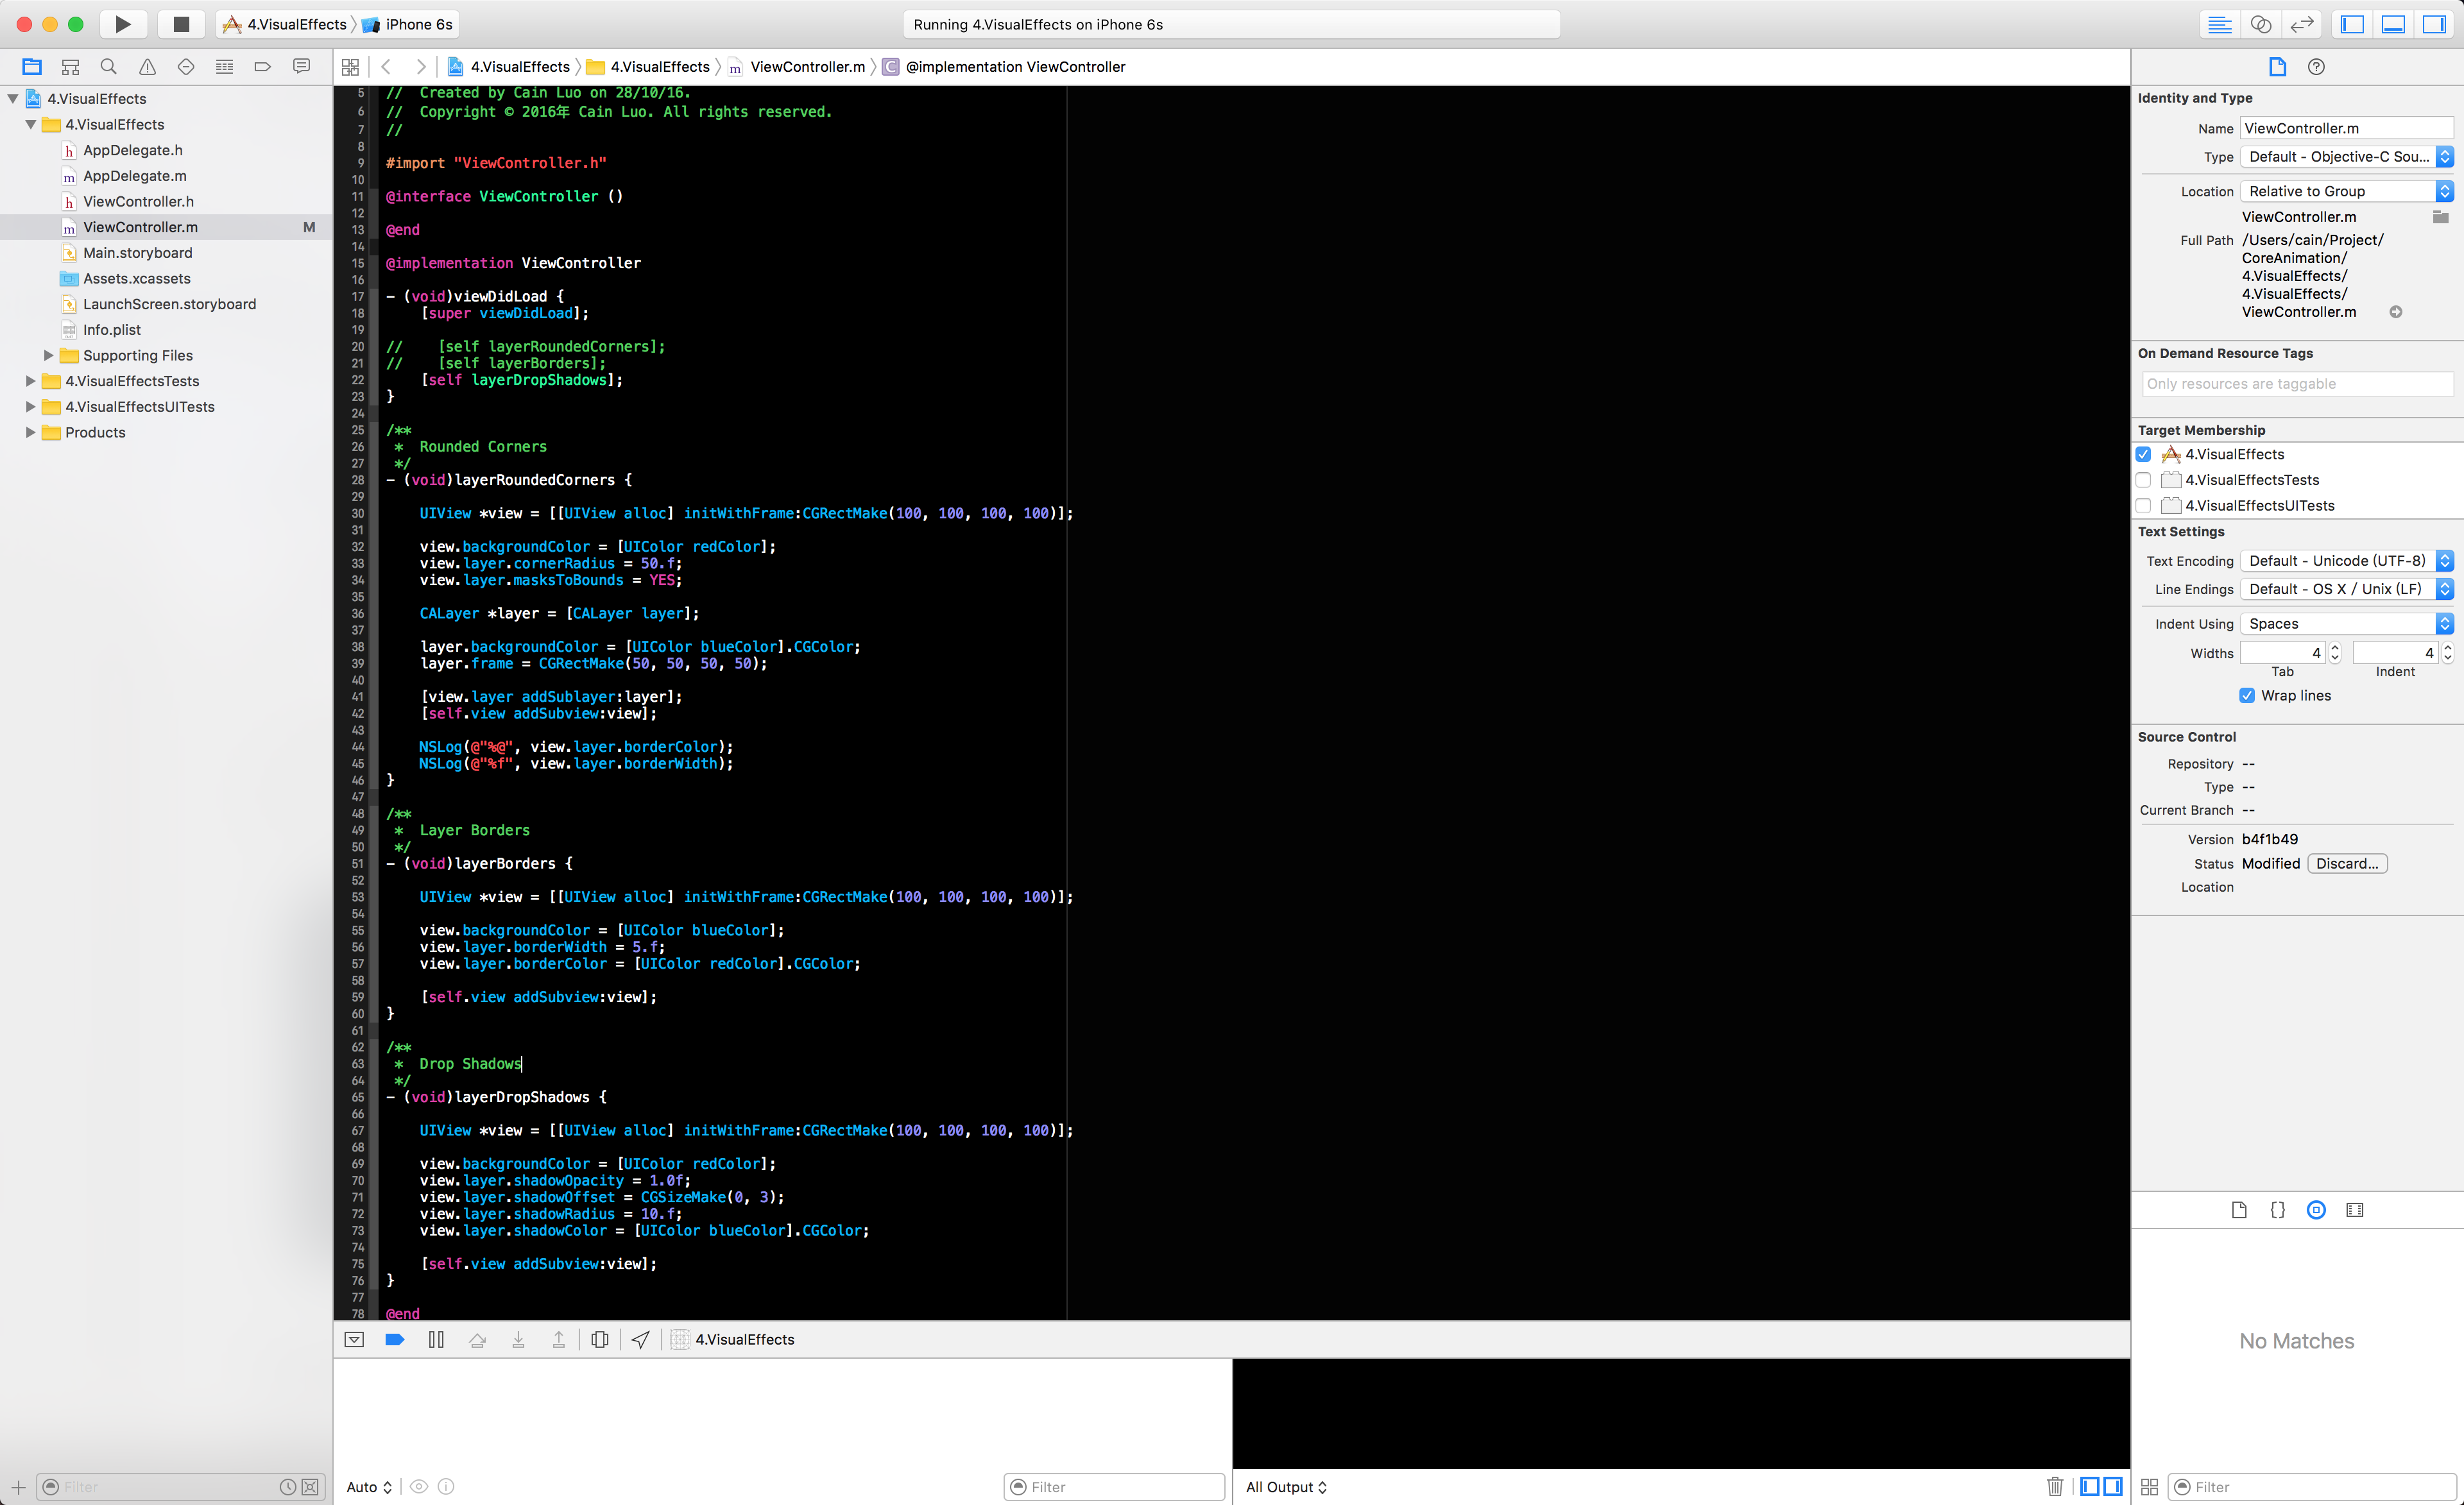 4.VisualEffects iPhone 6s
Running 4.VisualEffects on iPhone 6s
4.VisualEffects 4.VisualEffects m ViewController.m C @implementation ViewController
4.VisualEffects
4.VisualEffects
h AppDelegate.h
m AppDelegate.m
h ViewController.h
m ViewController.m M
Main.storyboard
Assets.xcassets
LaunchScreen.storyboard
Info.plist
Supporting Files
4.VisualEffectsTests
4.VisualEffectsUITests
Products
Filter
5 //  Created by Cain Luo on 28/10/16.
6 //  Copyright © 2016年 Cain Luo. All rights reserved.
7 //
8
9 #import "ViewController.h"
10
11 @interface ViewController ()
12
13 @end
14
15 @implementation ViewController
16
17 - (void)viewDidLoad {
18     [super viewDidLoad];
19
20 //    [self layerRoundedCorners];
21 //    [self layerBorders];
22     [self layerDropShadows];
23 }
24
25 /**
26  *  Rounded Corners
27  */
28 - (void)layerRoundedCorners {
29
30     UIView *view = [[UIView alloc] initWithFrame:CGRectMake(100, 100, 100, 100)];
31
32     view.backgroundColor = [UIColor redColor];
33     view.layer.cornerRadius = 50.f;
34     view.layer.masksToBounds = YES;
35
36     CALayer *layer = [CALayer layer];
37
38     layer.backgroundColor = [UIColor blueColor].CGColor;
39     layer.frame = CGRectMake(50, 50, 50, 50);
40
41     [view.layer addSublayer:layer];
42     [self.view addSubview:view];
43
44     NSLog(@"%@", view.layer.borderColor);
45     NSLog(@"%f", view.layer.borderWidth);
46 }
47
48 /**
49  *  Layer Borders
50  */
51 - (void)layerBorders {
52
53     UIView *view = [[UIView alloc] initWithFrame:CGRectMake(100, 100, 100, 100)];
54
55     view.backgroundColor = [UIColor blueColor];
56     view.layer.borderWidth = 5.f;
57     view.layer.borderColor = [UIColor redColor].CGColor;
58
59     [self.view addSubview:view];
60 }
61
62 /**
63  *  Drop Shadows
64  */
65 - (void)layerDropShadows {
66
67     UIView *view = [[UIView alloc] initWithFrame:CGRectMake(100, 100, 100, 100)];
68
69     view.backgroundColor = [UIColor redColor];
70     view.layer.shadowOpacity = 1.0f;
71     view.layer.shadowOffset = CGSizeMake(0, 3);
72     view.layer.shadowRadius = 10.f;
73     view.layer.shadowColor = [UIColor blueColor].CGColor;
74
75     [self.view addSubview:view];
76 }
77
78 @end
4.VisualEffects
Auto
Filter
All Output
Identity and Type
Name ViewController.m
Type Default - Objective-C Sou...
Location Relative to Group
ViewController.m
Full Path /Users/cain/Project/
CoreAnimation/
4.VisualEffects/
4.VisualEffects/
ViewController.m
On Demand Resource Tags
Only resources are taggable
Target Membership
4.VisualEffects
4.VisualEffectsTests
4.VisualEffectsUITests
Text Settings
Text Encoding Default - Unicode (UTF-8)
Line Endings Default - OS X / Unix (LF)
Indent Using Spaces
Widths 4 4
Tab Indent
Wrap lines
Source Control
Repository --
Type --
Current Branch --
Version b4f1b49
Status Modified Discard...
Location
{}
No Matches
Filter